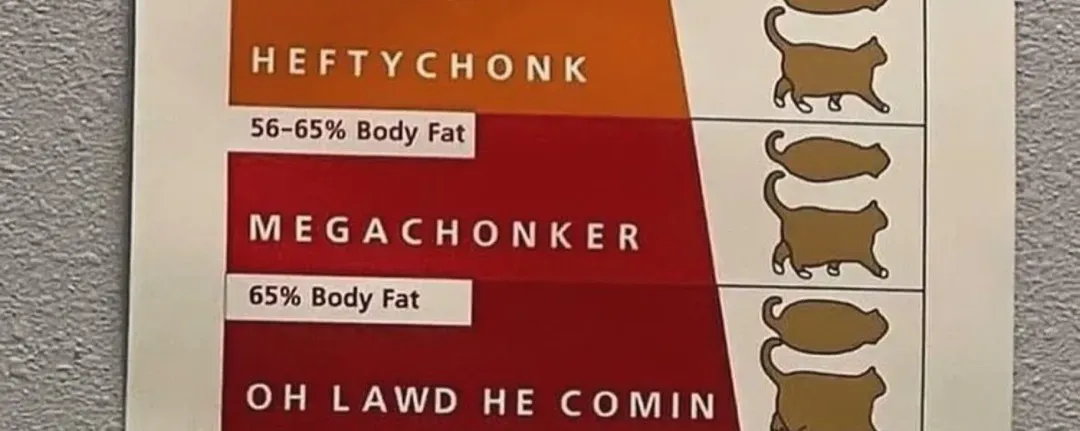 HEFTYCHONK
56–65% Body Fat
MEGACHONKER
65% Body Fat
OH LAWD HE COMIN